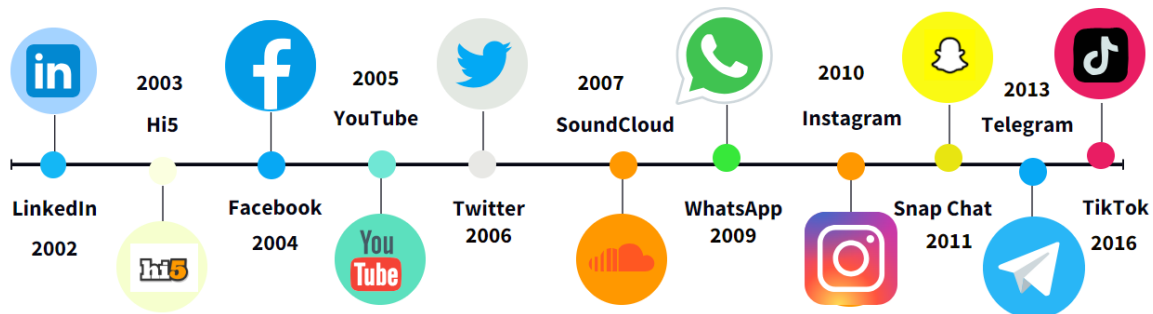 in
2003
Hi5
f
2005
YouTube
2007
SoundCloud
2010
Instagram
2013
Telegram
LinkedIn
2002
hi5
Facebook
2004
You
Tube
Twitter
2006
WhatsApp
2009
Snap Chat
2011
TikTok
2016